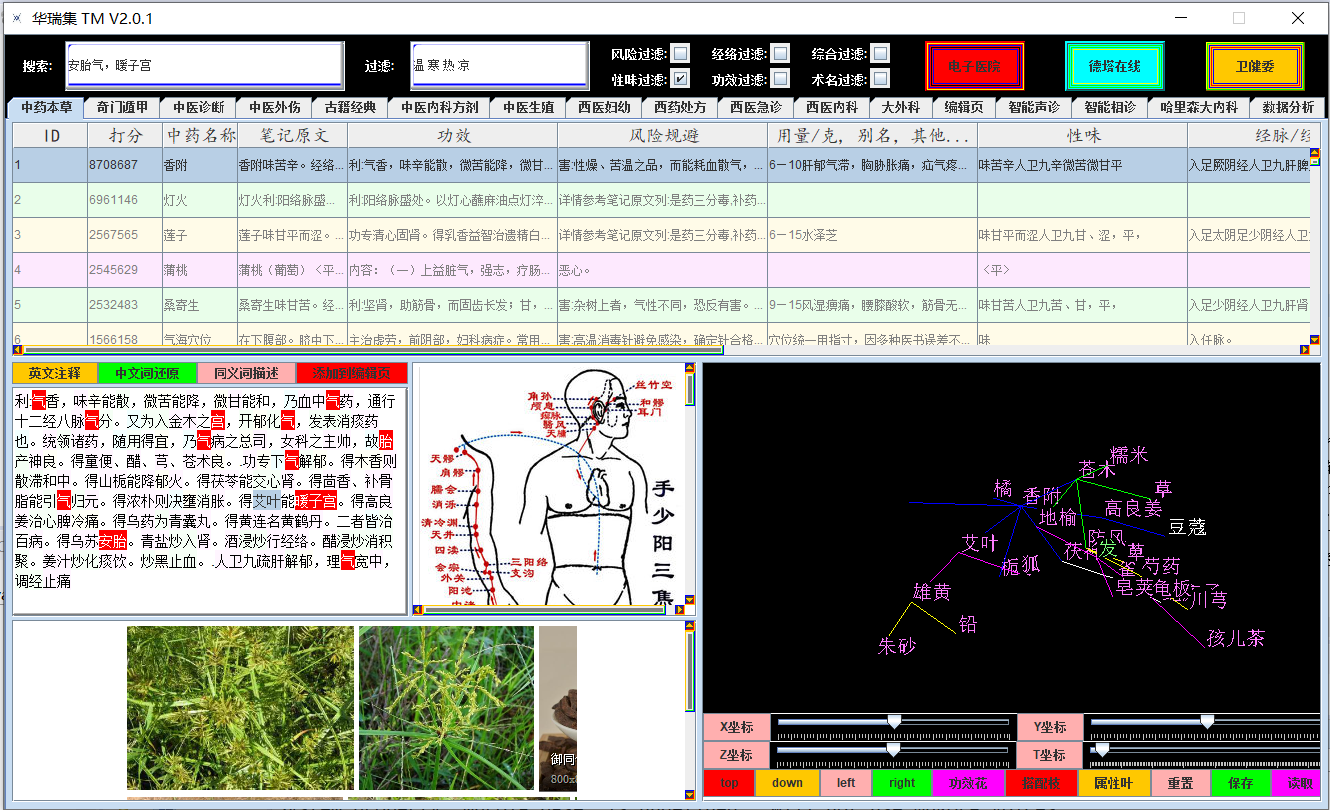 华瑞集 TM V2.0.1
搜索: 安胎气，暖子宫 过滤: 温寒热凉 风险过滤: 经络过滤: 综合过滤: 电子医院 德塔在线 卫健委
性味过滤: 功效过滤: 术名过滤:
中药本草 奇门遁甲 中医诊断 中医外伤 古籍经典 中医内科方剂 中医生殖 西医妇幼 西药处方 西医急诊 西医内科 大外科 编辑页 智能声诊 智能相诊 哈里森大内科 数据分析
ID 打分 中药名称 笔记原文 功效 风险规避 用量/克, 别名, 其他... 性味 经脉/经
1 8708687 香附 香附味苦辛。经络... 利:气香，味辛能散，微苦能降，微甘... 害:性燥、苦温之品，而能耗血散气，... 6－10肝郁气滞，胸胁胀痛，疝气疼... 味苦辛人卫九辛微苦微甘平 入足厥阴经人卫九肝脾
2 6961146 灯火 灯火利:阳络脉盛... 利:阳络脉盛处。以灯心蘸麻油点灯淬... 详情参考笔记原文列:是药三分毒,补药...
3 2567565 莲子 莲子味甘平而涩。... 功专清心固肾。得乳香益智治遗精白... 详情参考笔记原文列:是药三分毒,补药... 6－15水泽芝 味甘平而涩人卫九甘、涩，平， 入足太阴足少阴经人卫
4 2545629 蒲桃 蒲桃（葡萄）〈平... 内容：（一）上益脏气，强志，疗肠... 恶心。 〈平〉
5 2532483 桑寄生 桑寄生味甘苦。经... 利:坚肾，助筋骨，而固齿长发；甘，... 害:杂树上者，气性不同，恐反有害。... 9－15风湿痹痛，腰膝酸软，筋骨无... 味甘苦人卫九苦、甘，平， 入足少阴经人卫九肝肾
6 1566158 气海穴位 在下腹部。脐中下... 主治虚劳，前阴部，妇科病症。常用... 害:高温消毒针避免感染，确定针合格... 穴位统一用指寸，因多种医书误差不... 味 入任脉。
英文注释 中文词还原 同义词描述 添加到编辑页
利:气香，味辛能散，微苦能降，微甘能和，乃血中气药，通行
十二经八脉气分。又为入金木之宫，开郁化气，发表消痰药
也。统领诸药，随用得宜，乃气病之总司，女科之主帅，故胎
产神良。得童便、醋、芎、苍术良。.功专下气解郁。得木香则
散滞和中。得山栀能降郁火。得茯苓能交心肾。得茴香、补骨
脂能引气归元。得浓朴则决壅消胀。得艾叶能暖子宫。得高良
姜治心脾冷痛。得乌药为青囊丸。得黄连名黄鹤丹。二者皆治
百病。得乌苏安胎。青盐炒入肾。酒浸炒行经络。醋浸炒消积
聚。姜汁炒化痰饮。炒黑止血。.人卫九疏肝解郁，理气宽中，
调经止痛
丝竹空
角孙
颅息
瘈脉
翳风
天牖
和髎
耳门
天髎
肩髎
臑会
消泺
清冷渊
天井
四渎
会宗
外关
阳池
三阳络
支沟
手少阳三焦
御同
糯米
苍术
橘
香附
草
高良姜
地榆
豆蔻
防风
艾叶
栀
狐
芍药
皂荚
龟板
川芎
雄黄
铅
朱砂
孩儿茶
X坐标 Y坐标
Z坐标 T坐标
top down left right 功效花 搭配枝 属性叶 重置 保存 读取